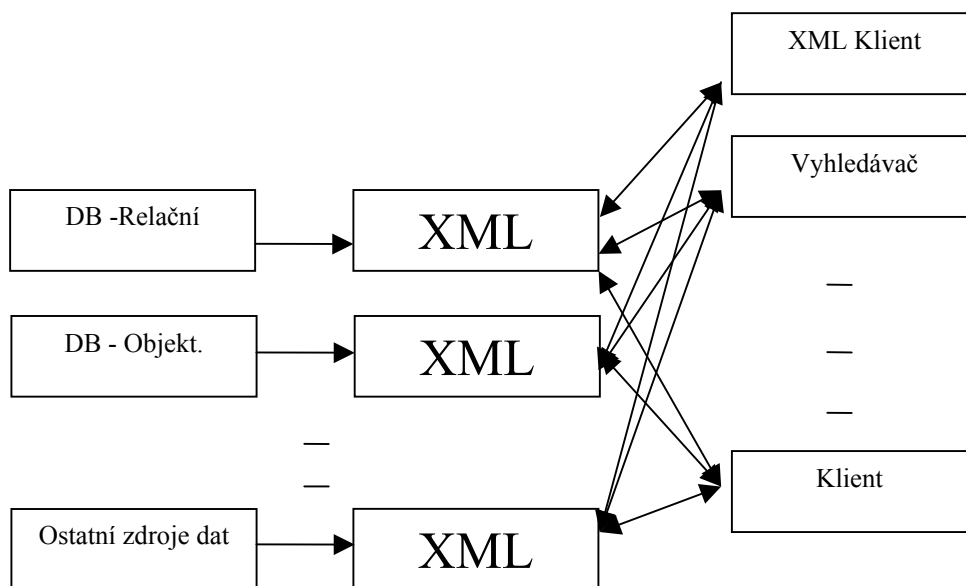 XML Klient
Vyhledávač
DB -Relační
XML
DB - Objekt.
XML
Klient
Ostatní zdroje dat
XML